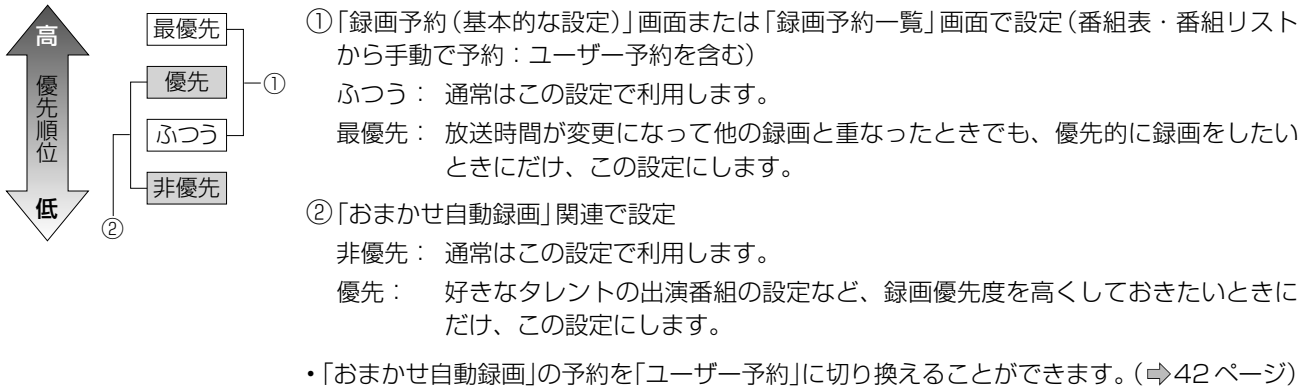 高
優先順位
低
最優先
優先
ふつう
非優先
①
②
①「録画予約(基本的な設定)」画面または「録画予約一覧」画面で設定(番組表・番組リスト
から手動で予約：ユーザー予約を含む)
ふつう： 通常はこの設定で利用します。
最優先： 放送時間が変更になって他の録画と重なったときでも、優先的に録画をしたい
ときにだけ、この設定にします。
②「おまかせ自動録画」関連で設定
非優先： 通常はこの設定で利用します。
優先： 好きなタレントの出演番組の設定など、録画優先度を高くしておきたいときに
だけ、この設定にします。
・「おまかせ自動録画」の予約を「ユーザー予約」に切り換えることができます。(➩42ページ)